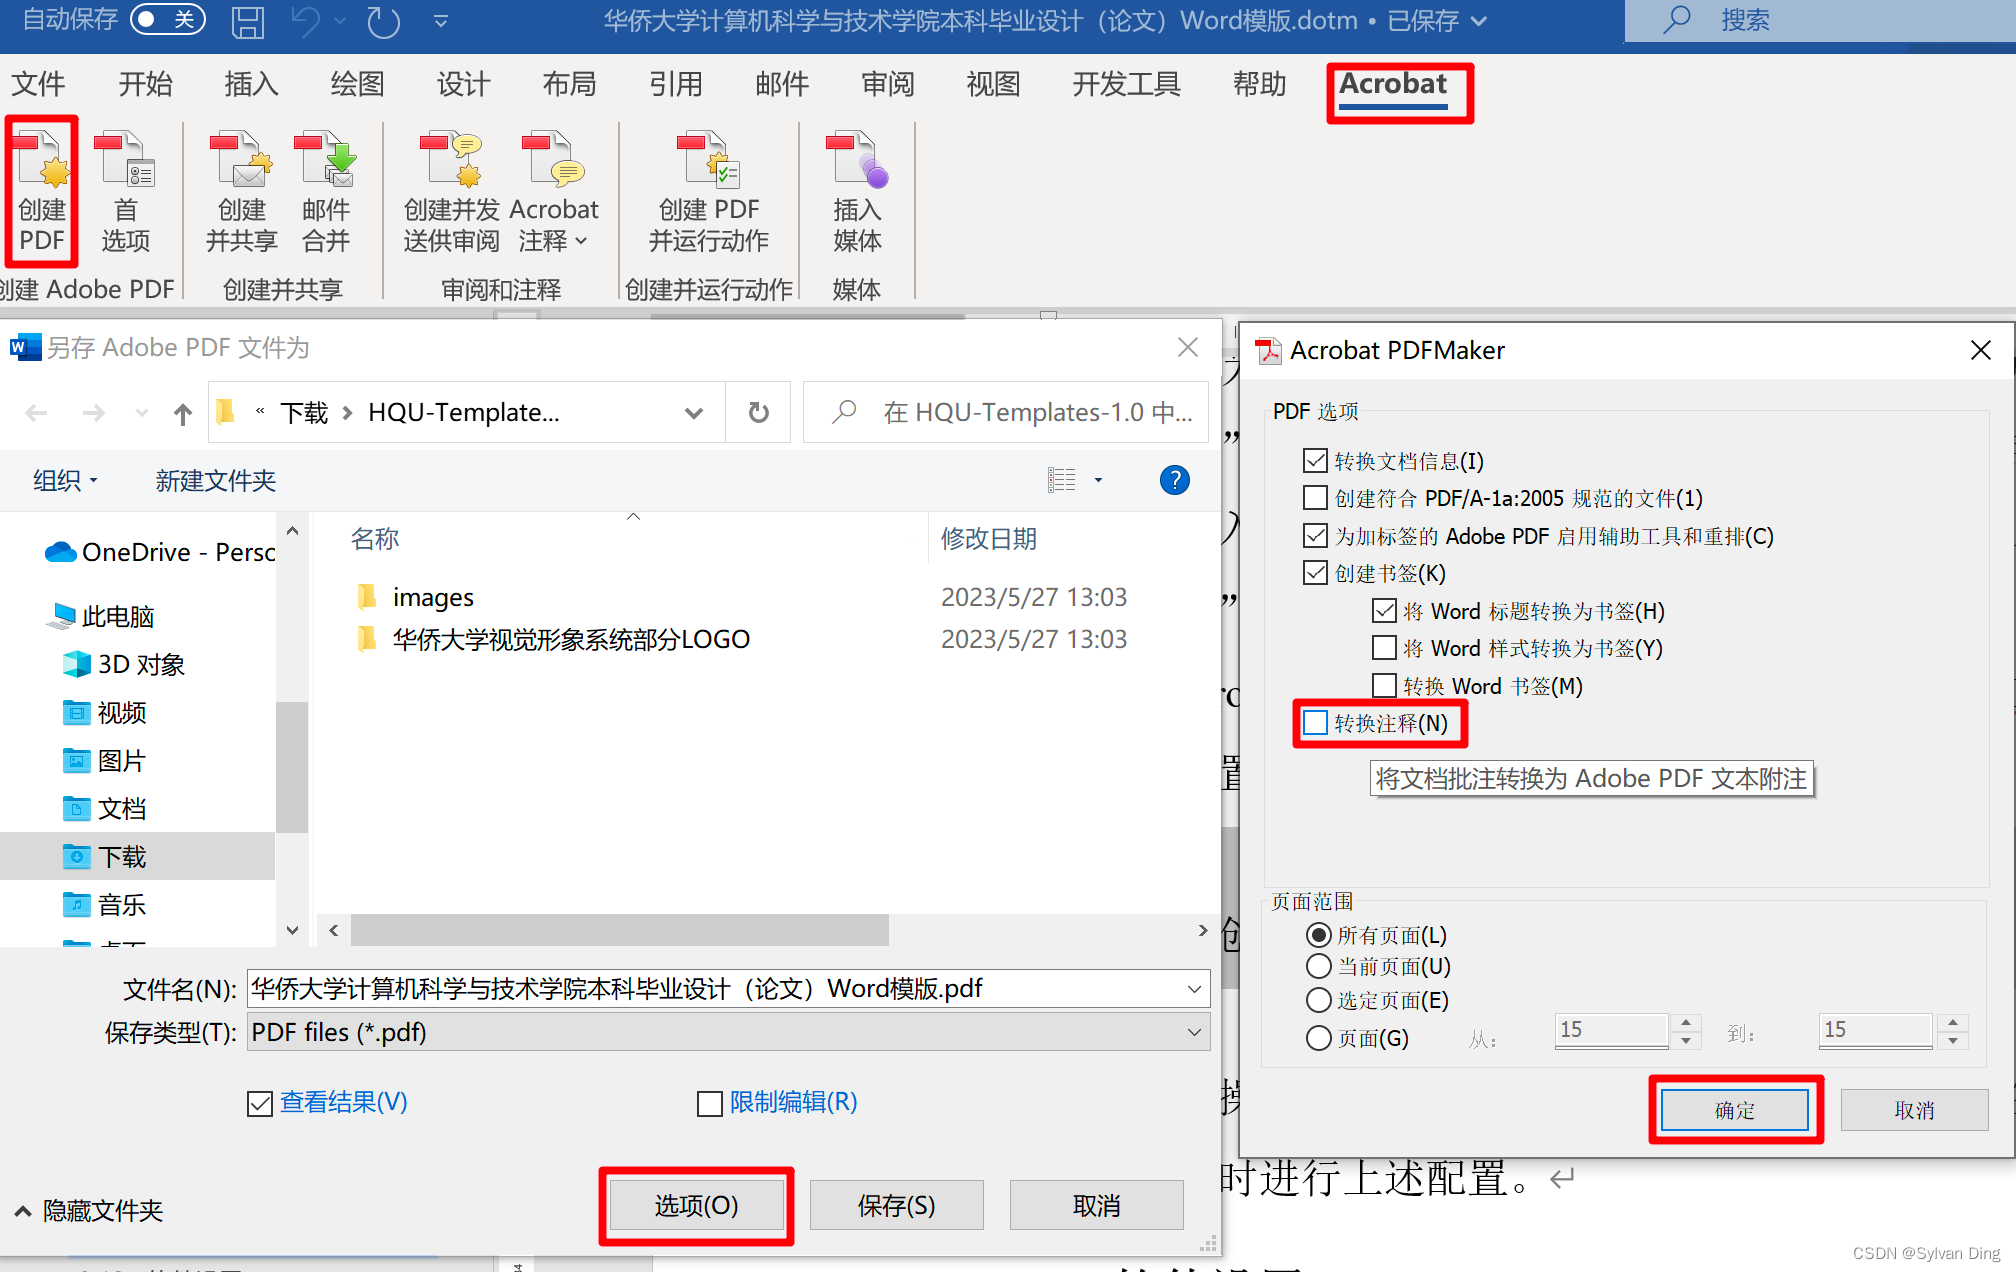 自动保存 关 华侨大学计算机科学与技术学院本科毕业设计（论文）Word模版.dotm • 已保存 搜索
文件 开始 插入 绘图 设计 布局 引用 邮件 审阅 视图 开发工具 帮助 Acrobat
创建 PDF
首 选项
创建 并共享
邮件 合并
创建并发 送供审阅
Acrobat 注释
创建 PDF 并运行动作
插入 媒体
创建 Adobe PDF 创建并共享 审阅和注释 创建并运行动作 媒体
另存 Adobe PDF 文件为
« 下载 › HQU-Template...
在 HQU-Templates-1.0 中...
组织 新建文件夹
OneDrive - Perso
此电脑
3D 对象
视频
图片
文档
下载
音乐
名称 修改日期
images 2023/5/27 13:03
华侨大学视觉形象系统部分LOGO 2023/5/27 13:03
文件名(N): 华侨大学计算机科学与技术学院本科毕业设计（论文）Word模版.pdf
保存类型(T): PDF files (*.pdf)
查看结果(V) 限制编辑(R)
隐藏文件夹 选项(O) 保存(S) 取消
Acrobat PDFMaker
PDF 选项
转换文档信息(I)
创建符合 PDF/A-1a:2005 规范的文件(1)
为加标签的 Adobe PDF 启用辅助工具和重排(C)
创建书签(K)
将 Word 标题转换为书签(H)
将 Word 样式转换为书签(Y)
转换 Word 书签(M)
转换注释(N)
将文档批注转换为 Adobe PDF 文本附注
页面范围
所有页面(L)
当前页面(U)
选定页面(E)
页面(G) 从: 15 到: 15
确定 取消
时进行上述配置。
CSDN @Sylvan Ding